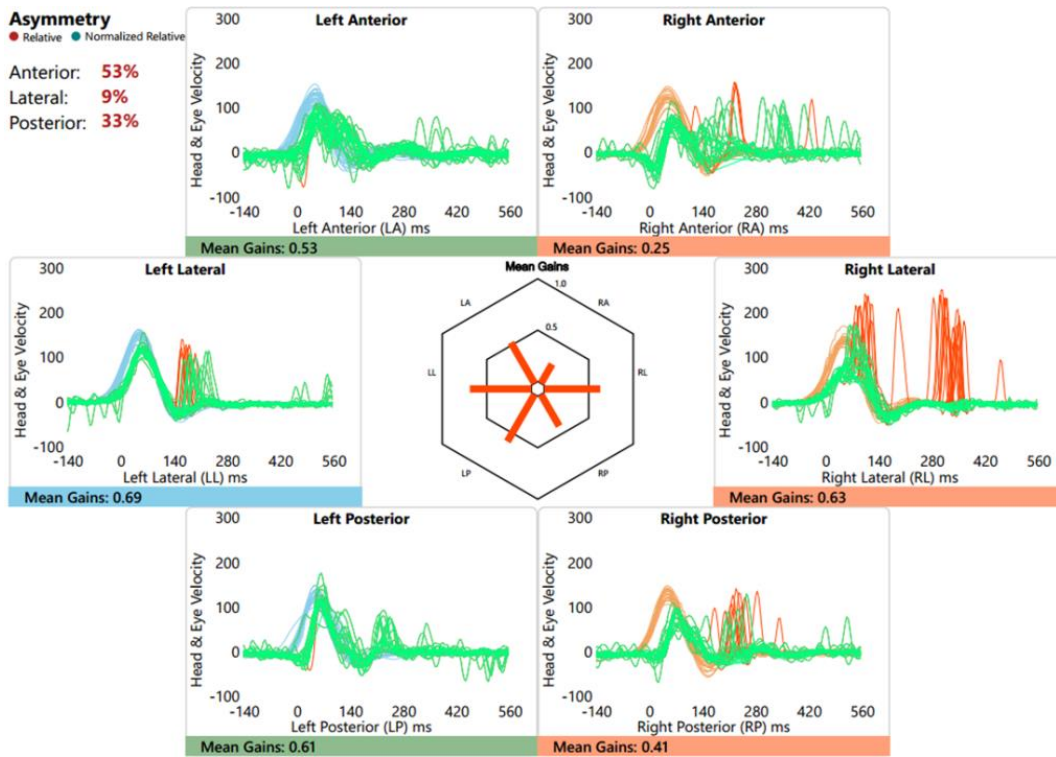 Asymmetry
Relative Normalized Relative
Anterior: 53%
Lateral: 9%
Posterior: 33%
Left Anterior
Head & Eye Velocity
300
200
100
0
-100
-140 0 140 280 420 560
Left Anterior (LA) ms
Mean Gains: 0.53
Right Anterior
Head & Eye Velocity
300
200
100
0
-100
-140 0 140 280 420 560
Right Anterior (RA) ms
Mean Gains: 0.25
Left Lateral
Head & Eye Velocity
300
200
100
0
-100
-140 0 140 280 420 560
Left Lateral (LL) ms
Mean Gains: 0.69
Mean Gains
1.0
LA RA
0.5
LL RL
LP RP
Right Lateral
Head & Eye Velocity
300
200
100
0
-100
-140 0 140 280 420 560
Right Lateral (RL) ms
Mean Gains: 0.63
Left Posterior
Head & Eye Velocity
300
200
100
0
-100
-140 0 140 280 420 560
Left Posterior (LP) ms
Mean Gains: 0.61
Right Posterior
Head & Eye Velocity
300
200
100
0
-100
-140 0 140 280 420 560
Right Posterior (RP) ms
Mean Gains: 0.41